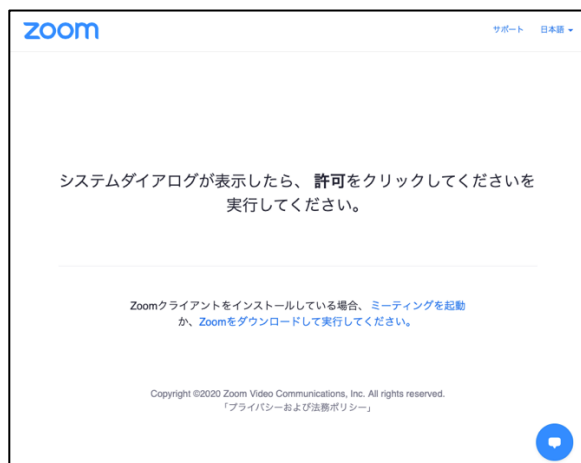 zoom
サポート 日本語
システムダイアログが表示したら、 許可をクリックしてくださいを
実行してください。
Zoomクライアントをインストールしている場合、 ミーティングを起動
か、Zoomをダウンロードして実行してください。
Copyright ©2020 Zoom Video Communications, Inc. All rights reserved.
「プライバシーおよび法務ポリシー」